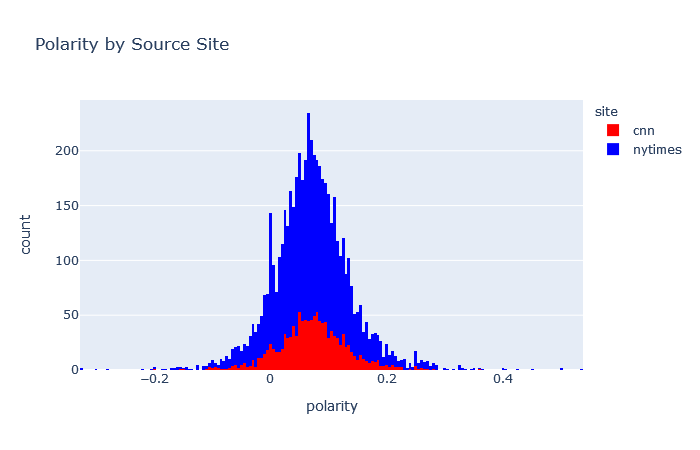 Polarity by Source Site
site
cnn
nytimes
200
150
100
50
0
count
−0.2
0
0.2
0.4
polarity